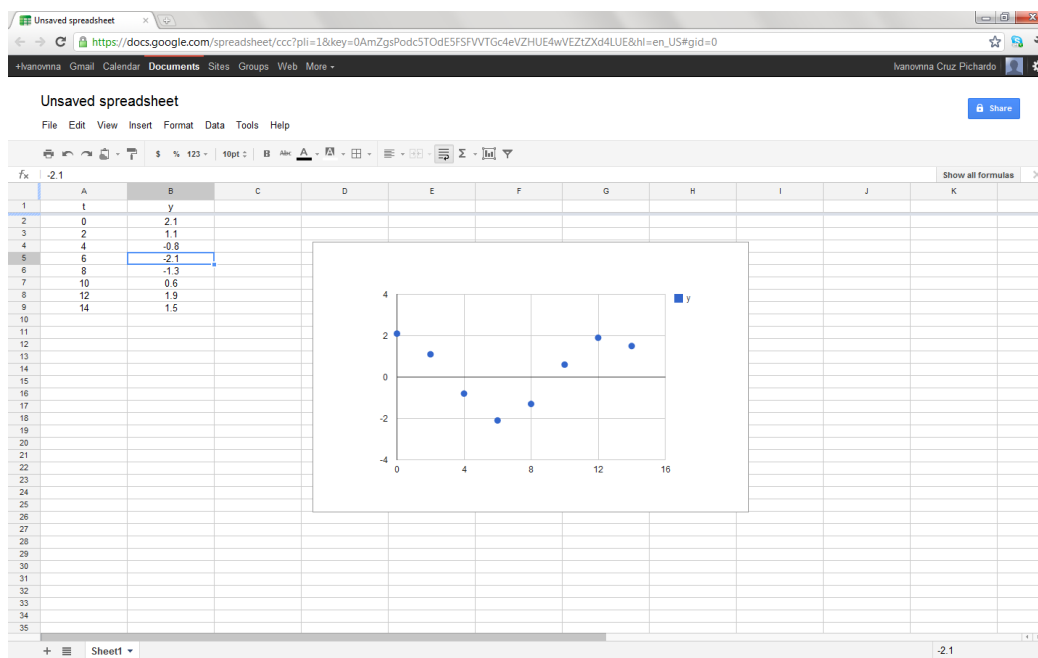 Unsaved spreadsheet
https://docs.google.com/spreadsheet/ccc?pli=1&key=0AmZgsPodc5TOdE5FSFVVTGc4eVZHUE4wVEZtZXd4LUE&hl=en_US#gid=0
+Ivanovnna Gmail Calendar Documents Sites Groups Web More Ivanovnna Cruz Pichardo
Unsaved spreadsheet
Share
File Edit View Insert Format Data Tools Help
$ % 123 10pt B Abc A A Σ
fx -2.1 Show all formulas
A B C D E F G H I J K
1 t y
2 0 2.1
3 2 1.1
4 4 -0.8
5 6 -2.1
6 8 -1.3
7 10 0.6
8 12 1.9
9 14 1.5
10
11
12
13
14
15
16
17
18
19
20
21
22
23
24
25
26
27
28
29
30
31
32
33
34
35
4
y
2
0
-2
-4
0 4 8 12 16
Sheet1 -2.1